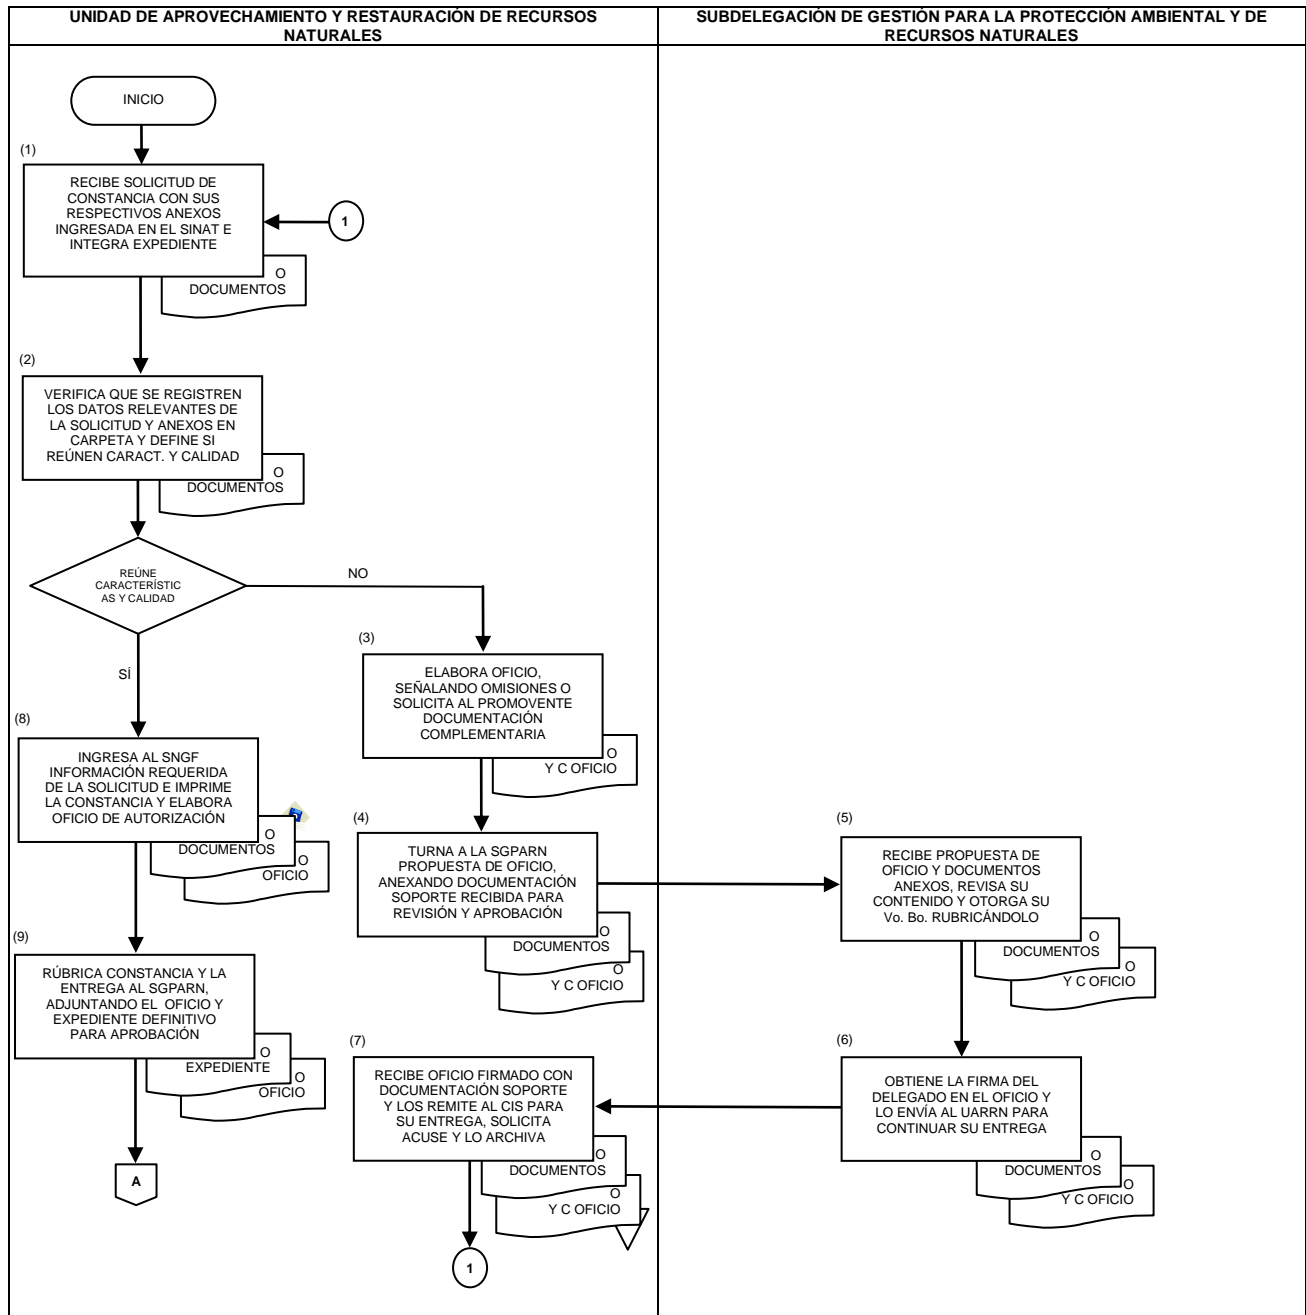 UNIDAD DE APROVECHAMIENTO Y RESTAURACIÓN DE RECURSOS
NATURALES
SUBDELEGACIÓN DE GESTIÓN PARA LA PROTECCIÓN AMBIENTAL Y DE
RECURSOS NATURALES
INICIO
(1)
RECIBE SOLICITUD DE
CONSTANCIA CON SUS
RESPECTIVOS ANEXOS
INGRESADA EN EL SINAT E
INTEGRA EXPEDIENTE
1
O
DOCUMENTOS
(2)
VERIFICA QUE SE REGISTREN
LOS DATOS RELEVANTES DE
LA SOLICITUD Y ANEXOS EN
CARPETA Y DEFINE SI
REÚNEN CARACT. Y CALIDAD
O
DOCUMENTOS
REÚNE
CARACTERÍSTIC
AS Y CALIDAD
NO
SÍ
(3)
ELABORA OFICIO,
SEÑALANDO OMISIONES O
SOLICITA AL PROMOVENTE
DOCUMENTACIÓN
COMPLEMENTARIA
O
Y C OFICIO
(8)
INGRESA AL SNGF
INFORMACIÓN REQUERIDA
DE LA SOLICITUD E IMPRIME
LA CONSTANCIA Y ELABORA
OFICIO DE AUTORIZACIÓN
O
DOCUMENTOS
O
OFICIO
(4)
TURNA A LA SGPARN
PROPUESTA DE OFICIO,
ANEXANDO DOCUMENTACIÓN
SOPORTE RECIBIDA PARA
REVISIÓN Y APROBACIÓN
O
DOCUMENTOS
O
Y C OFICIO
(5)
RECIBE PROPUESTA DE
OFICIO Y DOCUMENTOS
ANEXOS, REVISA SU
CONTENIDO Y OTORGA SU
Vo. Bo. RUBRICÁNDOLO
O
DOCUMENTOS
O
Y C OFICIO
(9)
RÚBRICA CONSTANCIA Y LA
ENTREGA AL SGPARN,
ADJUNTANDO EL OFICIO Y
EXPEDIENTE DEFINITIVO
PARA APROBACIÓN
O
EXPEDIENTE
O
OFICIO
A
(7)
RECIBE OFICIO FIRMADO CON
DOCUMENTACIÓN SOPORTE
Y LOS REMITE AL CIS PARA
SU ENTREGA, SOLICITA
ACUSE Y LO ARCHIVA
O
DOCUMENTOS
O
Y C OFICIO
1
(6)
OBTIENE LA FIRMA DEL
DELEGADO EN EL OFICIO Y
LO ENVÍA AL UARRN PARA
CONTINUAR SU ENTREGA
O
DOCUMENTOS
O
Y C OFICIO